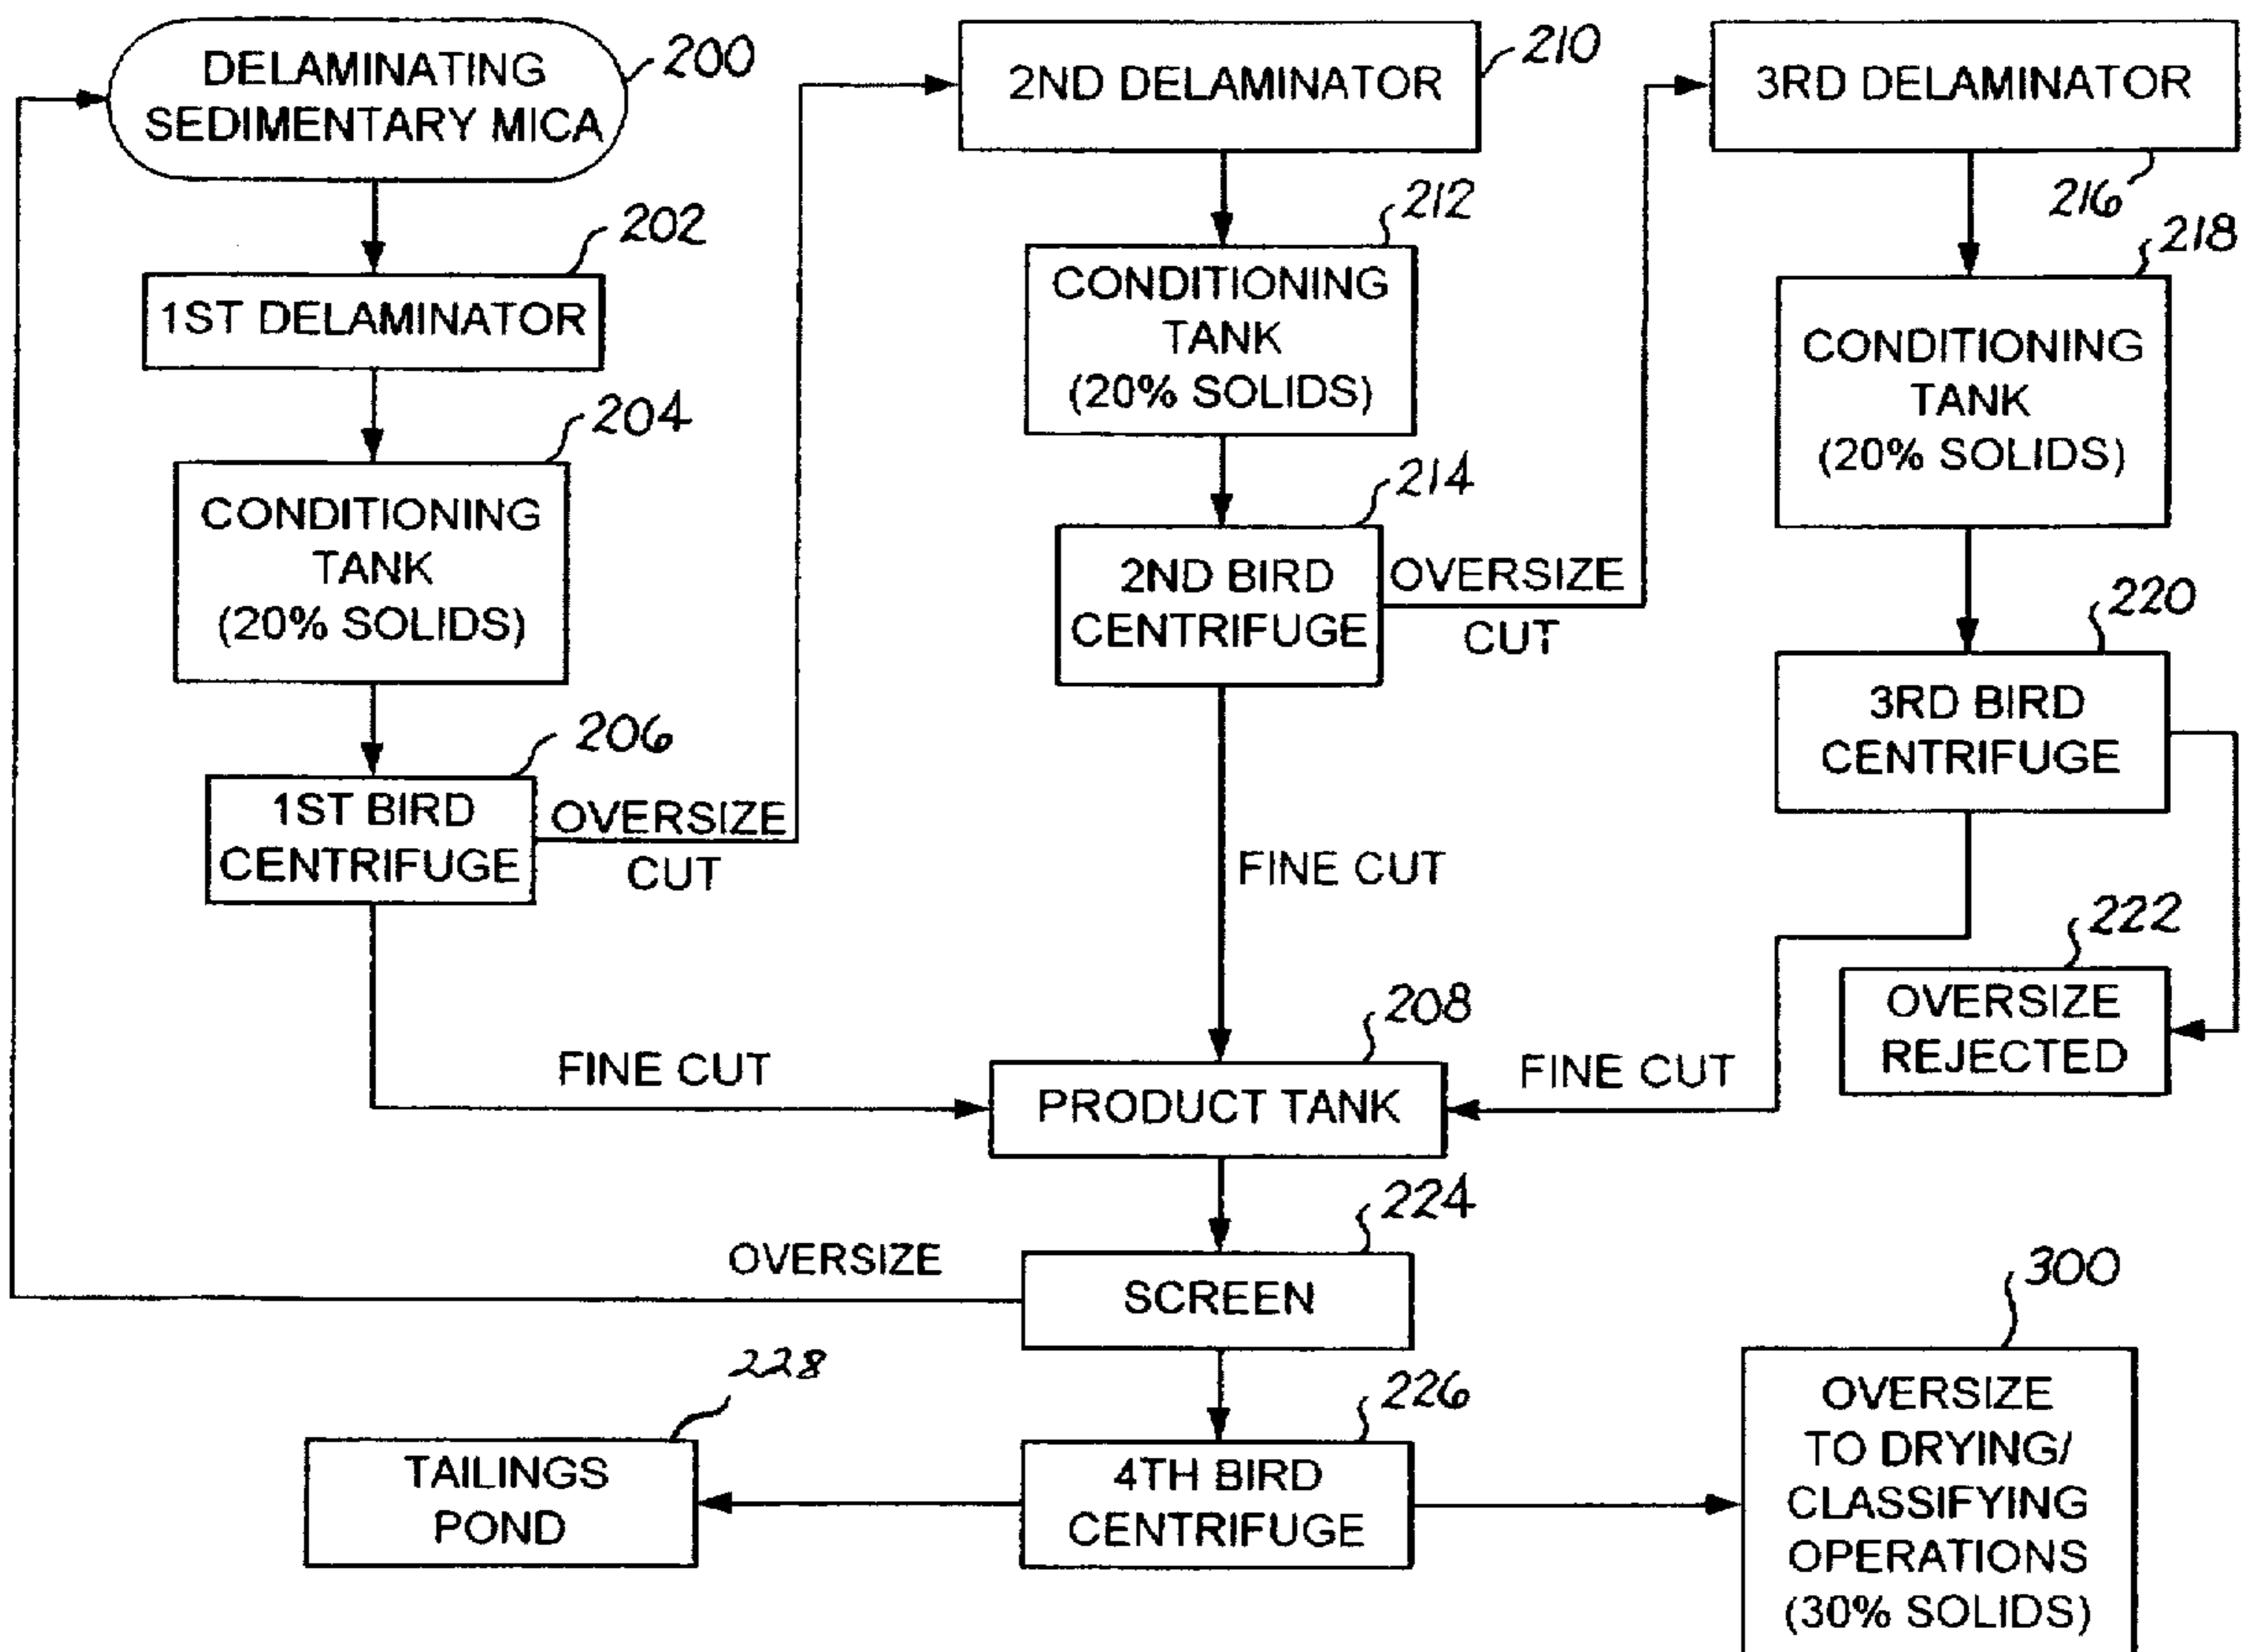 DELAMINATING
SEDIMENTARY MICA
200
202
1ST DELAMINATOR
204
CONDITIONING
TANK
(20% SOLIDS)
206
1ST BIRD
CENTRIFUGE
OVERSIZE
CUT
FINE CUT
2ND DELAMINATOR
210
212
CONDITIONING
TANK
(20% SOLIDS)
214
2ND BIRD
CENTRIFUGE
OVERSIZE
CUT
FINE CUT
3RD DELAMINATOR
216
218
CONDITIONING
TANK
(20% SOLIDS)
220
3RD BIRD
CENTRIFUGE
222
OVERSIZE
REJECTED
FINE CUT
208
PRODUCT TANK
224
SCREEN
OVERSIZE
226
4TH BIRD
CENTRIFUGE
228
TAILINGS
POND
300
OVERSIZE
TO DRYING/
CLASSIFYING
OPERATIONS
(30% SOLIDS)